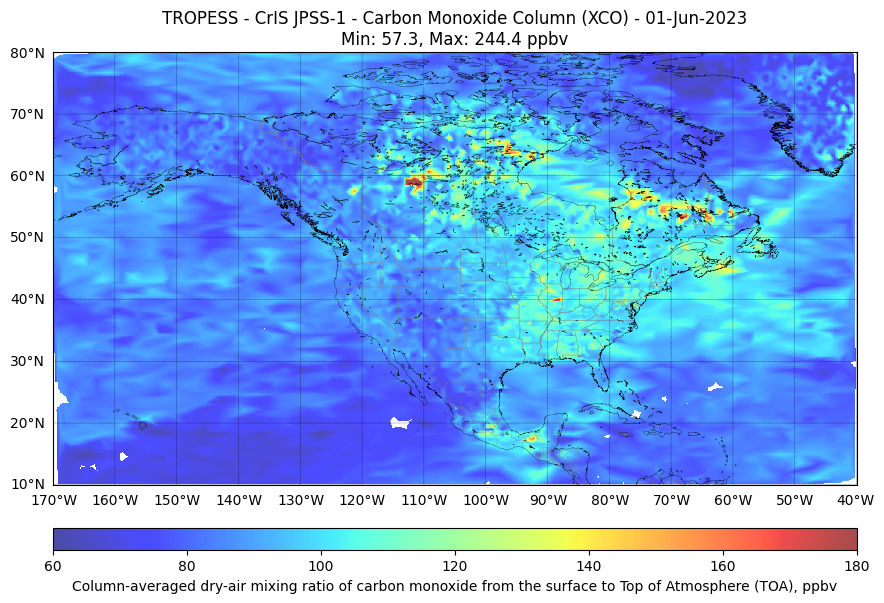 TROPESS - CrIS JPSS-1 - Carbon Monoxide Column (XCO) - 01-Jun-2023
Min: 57.3, Max: 244.4 ppbv
80°N
70°N
60°N
50°N
40°N
30°N
20°N
10°N
170°W 160°W 150°W 140°W 130°W 120°W 110°W 100°W 90°W 80°W 70°W 60°W 50°W 40°W
60 80 100 120 140 160 180
Column-averaged dry-air mixing ratio of carbon monoxide from the surface to Top of Atmosphere (TOA), ppbv